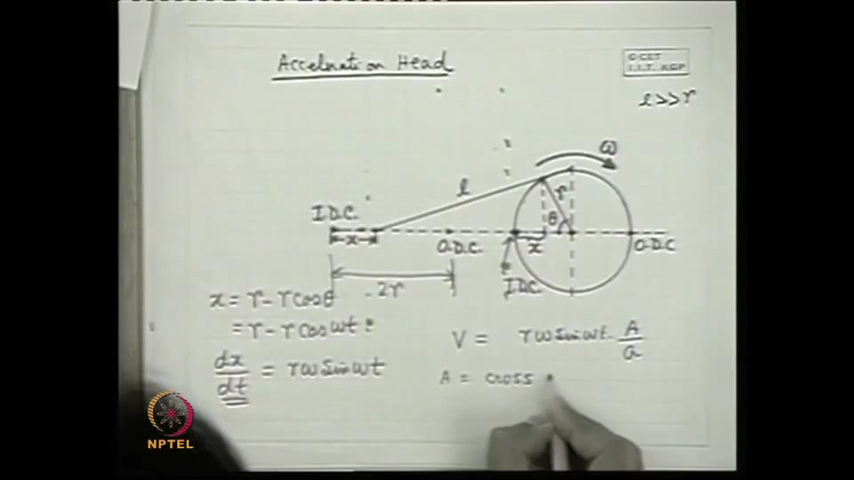 Acceleration Head
© CET
I.I.T. KGP
l >> r
ω
l
r
θ
I.D.C.
x
O.D.C.
x
O.D.C
I.D.C.
2r
x = r - r cos θ
= r - r cos ωt
dx/dt = rω sin ωt
V = rω sin ωt · A/a
A = cross
NPTEL